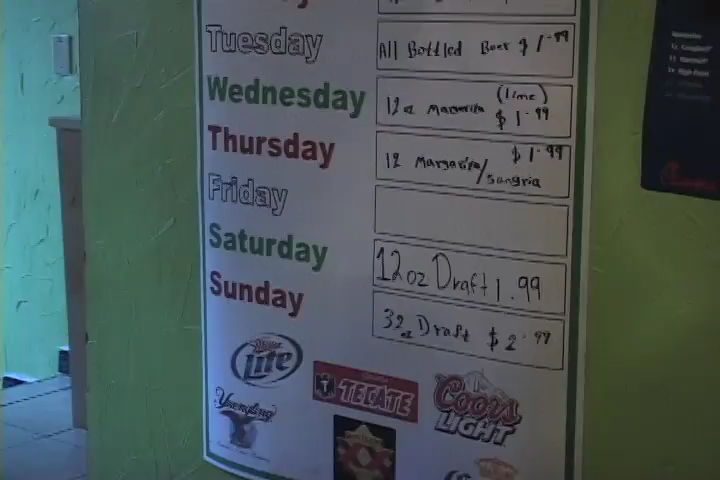 Tuesday All Bottled Beer $1.99
Wednesday 12oz Margarita (lime) $1.99
Thursday 12 Margarita/Sangria $1.99
Friday
Saturday 12oz Draft 1.99
Sunday 32oz Draft $2.99
Miller Lite
TECATE
Coors LIGHT
Yuengling